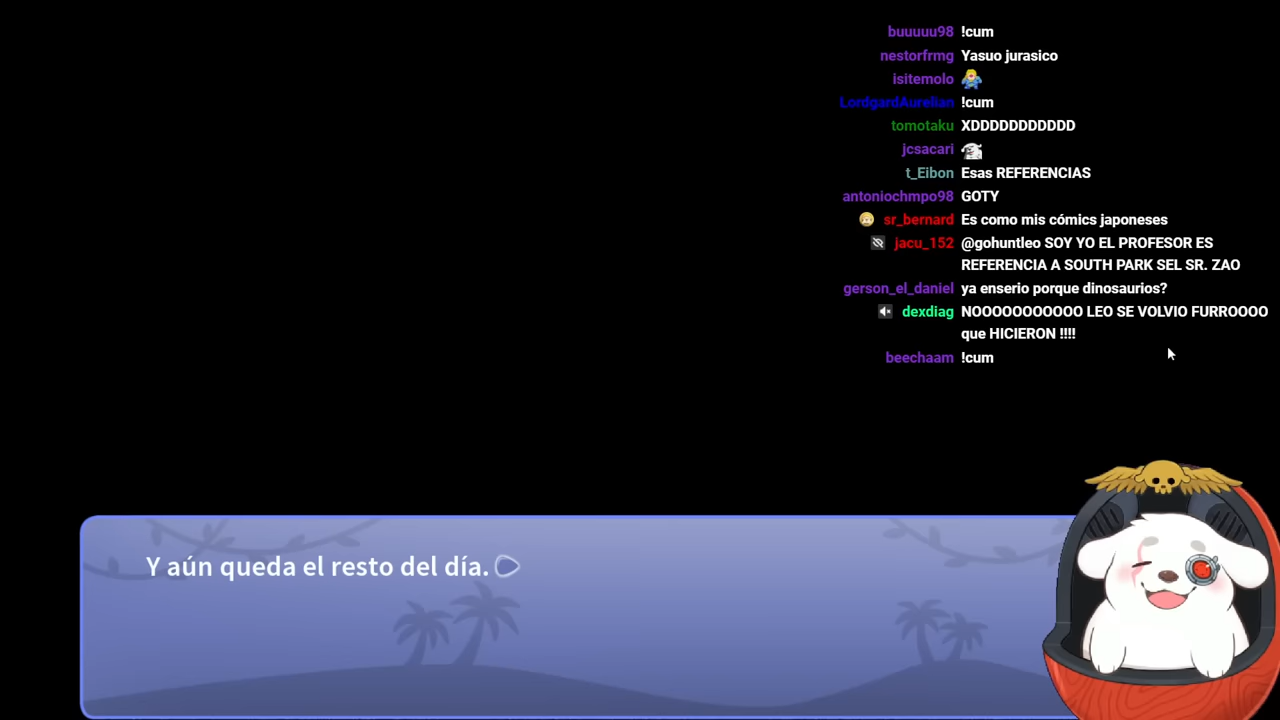 buuuuu98 !cum
nestorfrmg Yasuo jurasico
isitemolo
LordgardAurelian !cum
tomotaku XDDDDDDDDDDD
jcsacari
t_Eibon Esas REFERENCIAS
antoniochmpo98 GOTY
sr_bernard Es como mis cómics japoneses
jacu_152 @gohuntleo SOY YO EL PROFESOR ES
REFERENCIA A SOUTH PARK SEL SR. ZAO
gerson_el_daniel ya enserio porque dinosaurios?
dexdiag NOOOOOOOOOOO LEO SE VOLVIO FURROOOO
que HICIERON !!!!
beechaam !cum
Y aún queda el resto del día.